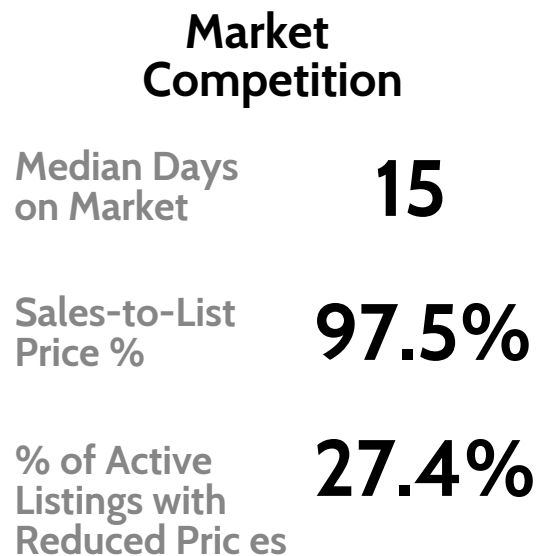 Market
Competition
Median Days
on Market
15
Sales-to-List
Price %
97.5%
% of Active
Listings with
Reduced Pric es
27.4%